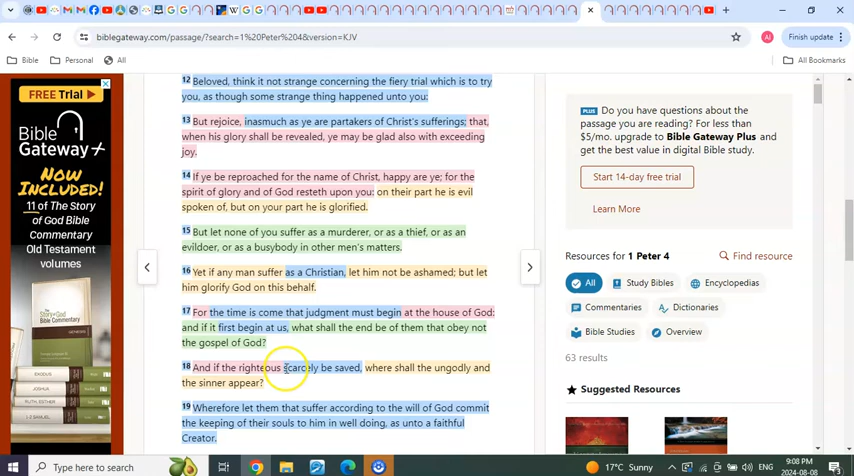 Finish update
biblegateway.com/passage/?search=1%20Peter%204&version=KJV
AI
Bible
Personal
All
All Bookmarks
FREE Trial
BIBLE
GATEWAY+
NOW
INCLUDED!
11 of The Story
of God Bible
Commentary
Old Testament
volumes
12 Beloved, think it not strange concerning the fiery trial which is to try
you, as though some strange thing happened unto you:
13 But rejoice, inasmuch as ye are partakers of Christ's sufferings; that,
when his glory shall be revealed, ye may be glad also with exceeding
joy.
14 If ye be reproached for the name of Christ, happy are ye; for the
spirit of glory and of God resteth upon you: on their part he is evil
spoken of, but on your part he is glorified.
15 But let none of you suffer as a murderer, or as a thief, or as an
evildoer, or as a busybody in other men's matters.
16 Yet if any man suffer as a Christian, let him not be ashamed; but let
him glorify God on this behalf.
17 For the time is come that judgment must begin at the house of God:
and if it first begin at us, what shall the end be of them that obey not
the gospel of God?
18 And if the righteous scarcely be saved, where shall the ungodly and
the sinner appear?
19 Wherefore let them that suffer according to the will of God commit
the keeping of their souls to him in well doing, as unto a faithful
Creator.
PLUS Do you have questions about the
passage you are reading? For less than
$5/mo. upgrade to Bible Gateway Plus and
get the best value in digital Bible study.
Start 14-day free trial
Learn More
Resources for 1 Peter 4
Find resource
All
Study Bibles
Encyclopedias
Commentaries
Dictionaries
Bible Studies
Overview
63 results
Suggested Resources
Type here to search
17°C Sunny
ENG
9:08 PM
2024-08-08